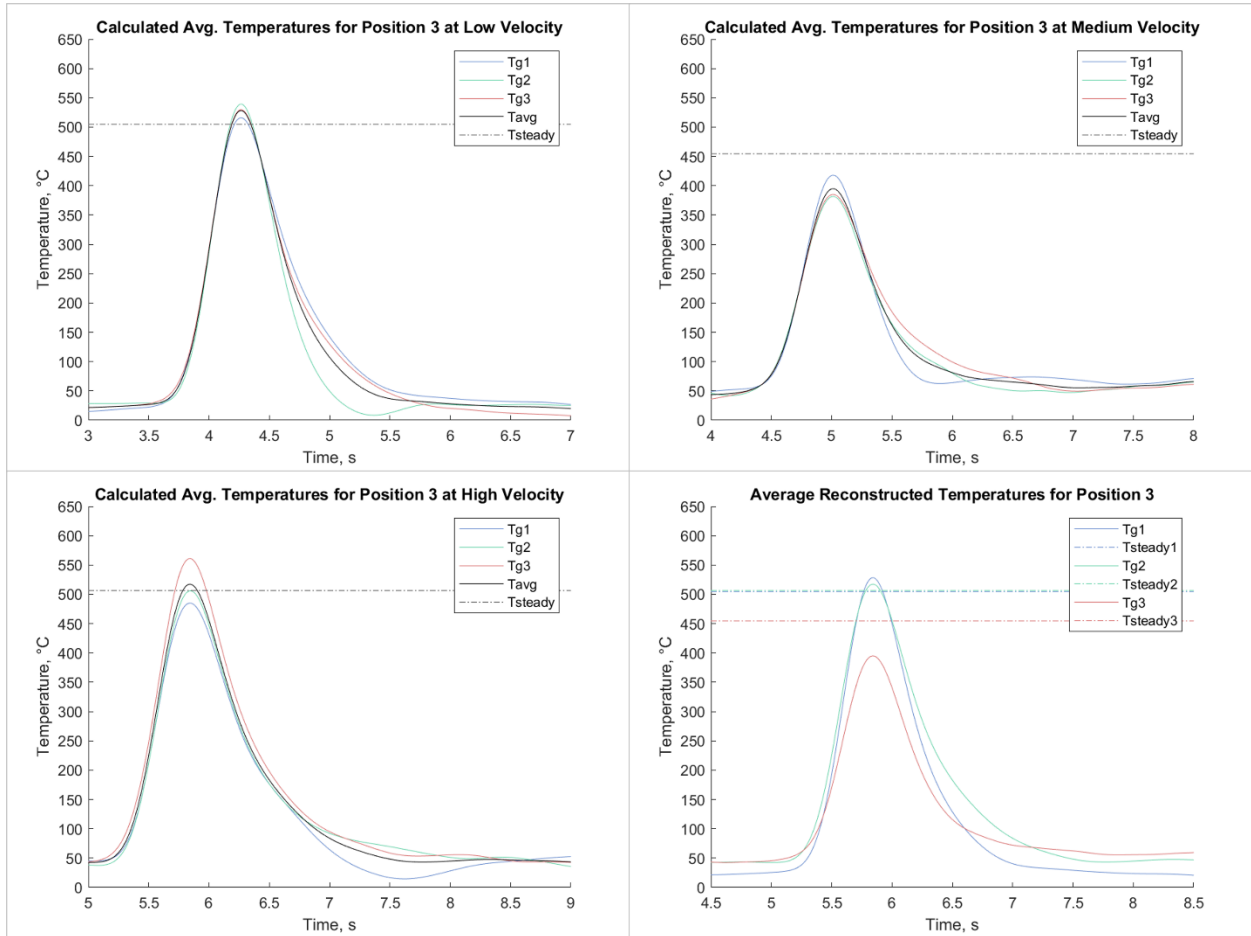 Calculated Avg. Temperatures for Position 3 at Low Velocity
650
600
550
500
450
400
350
300
250
200
150
100
50
0
Temperature, °C
3 3.5 4 4.5 5 5.5 6 6.5 7
Time, s
Tg1
Tg2
Tg3
Tavg
Tsteady
Calculated Avg. Temperatures for Position 3 at Medium Velocity
650
600
550
500
450
400
350
300
250
200
150
100
50
0
Temperature, °C
4 4.5 5 5.5 6 6.5 7 7.5 8
Time, s
Tg1
Tg2
Tg3
Tavg
Tsteady
Calculated Avg. Temperatures for Position 3 at High Velocity
650
600
550
500
450
400
350
300
250
200
150
100
50
0
Temperature, °C
5 5.5 6 6.5 7 7.5 8 8.5 9
Time, s
Tg1
Tg2
Tg3
Tavg
Tsteady
Average Reconstructed Temperatures for Position 3
650
600
550
500
450
400
350
300
250
200
150
100
50
0
Temperature, °C
4.5 5 5.5 6 6.5 7 7.5 8 8.5
Time, s
Tg1
Tsteady1
Tg2
Tsteady2
Tg3
Tsteady3